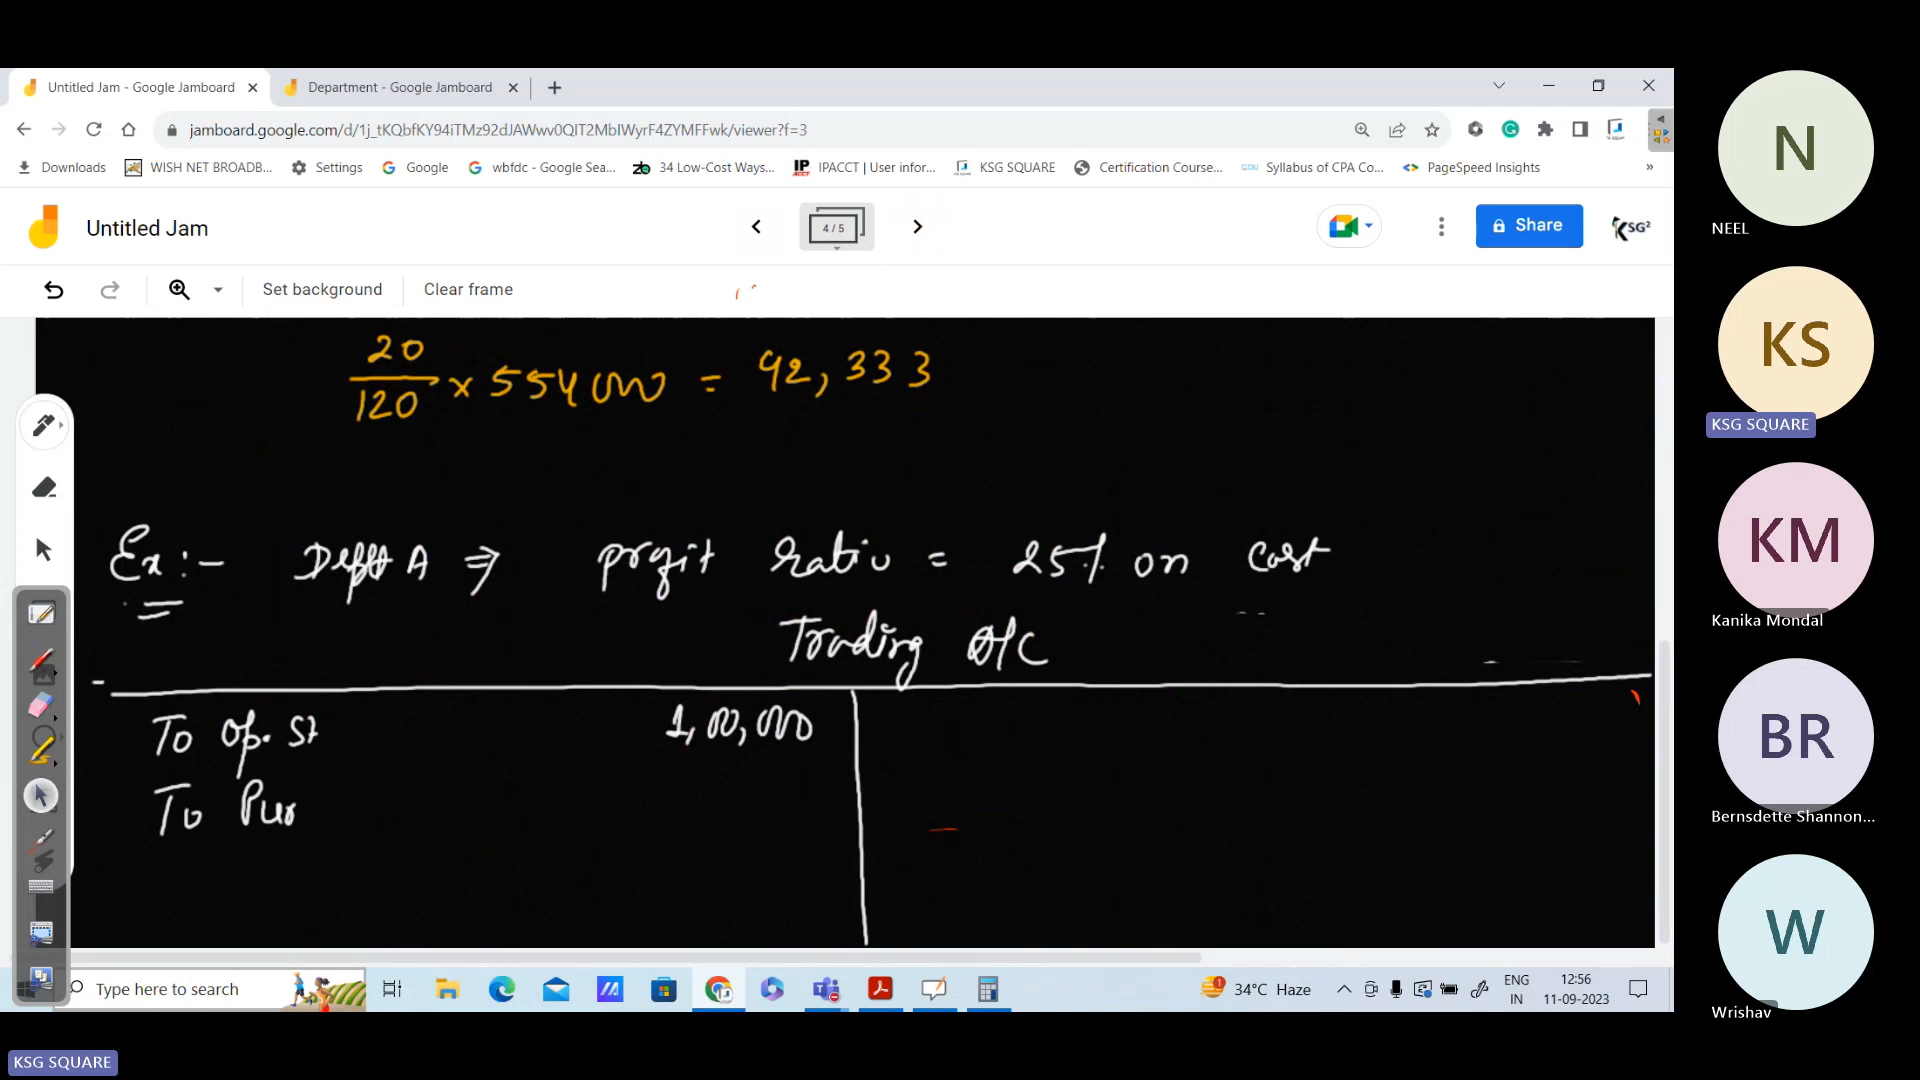 Untitled Jam - Google Jamboard
Department - Google Jamboard
jamboard.google.com/d/1j_tKQbfKY94iTMz92dJAWwv0QIT2MbIWyrF4ZYMFFwk/viewer?f=3
Downloads WISH NET BROADB... Settings Google wbfdc - Google Sea... 34 Low-Cost Ways... IPACCT | User infor... KSG SQUARE Certification Course... Syllabus of CPA Co... PageSpeed Insights »
Untitled Jam 4 / 5 Share KSG²
Set background Clear frame
20/120 × 554000 = 92,333
Ex:- Deptt A ⇒ profit ratio = 25% on cost
Trading A/C
To Op. St 1,00,000
To Pur
Type here to search
34°C Haze
ENG
IN
12:56
11-09-2023
N
NEEL
KS
KSG SQUARE
KM
Kanika Mondal
BR
Bernsdette Shannon...
W
Wrishav
KSG SQUARE